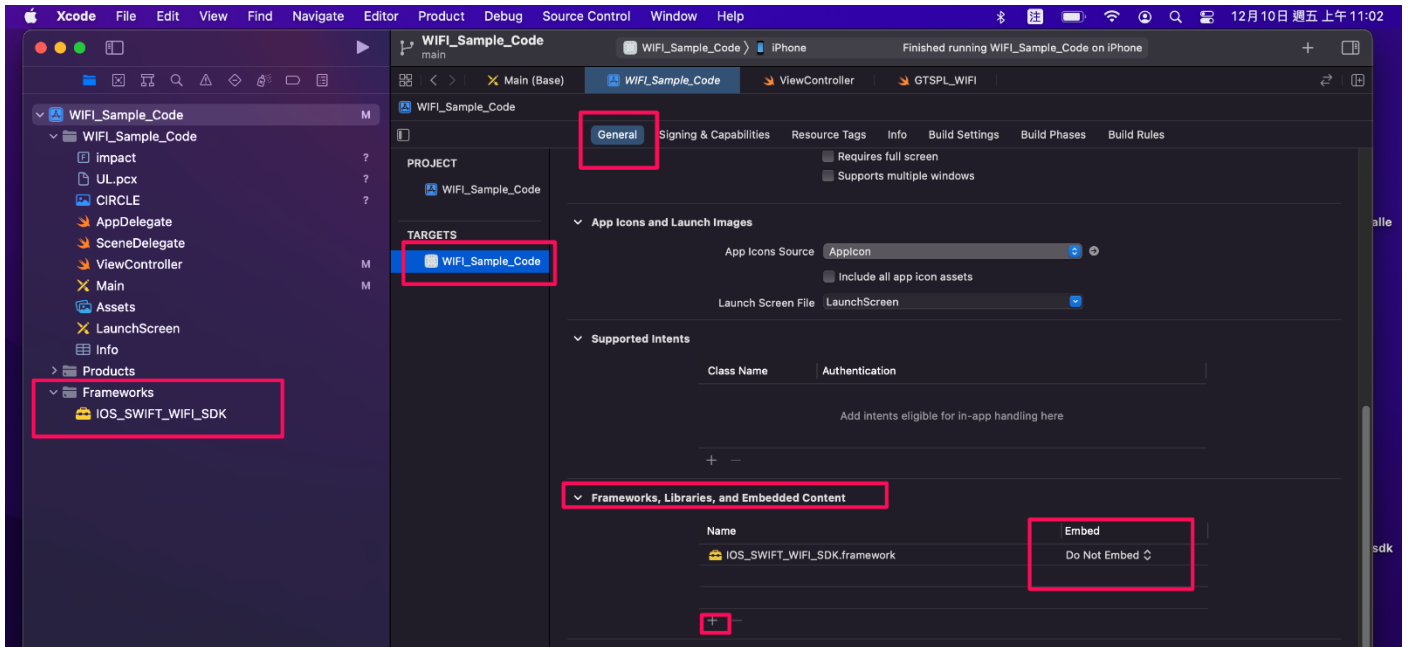 Xcode File Edit View Find Navigate Editor Product Debug Source Control Window Help 注 12月10日 週五 上午11:02
WIFI_Sample_Code
main
WIFI_Sample_Code 〉 iPhone
Finished running WIFI_Sample_Code on iPhone
Main (Base) WIFI_Sample_Code ViewController GTSPL_WIFI
WIFI_Sample_Code M
WIFI_Sample_Code
impact ?
UL.pcx ?
CIRCLE ?
AppDelegate
SceneDelegate
ViewController M
Main M
Assets
LaunchScreen
Info
Products
Frameworks
IOS_SWIFT_WIFI_SDK
WIFI_Sample_Code
General Signing & Capabilities Resource Tags Info Build Settings Build Phases Build Rules
PROJECT
WIFI_Sample_Code
TARGETS
WIFI_Sample_Code
Requires full screen
Supports multiple windows
App Icons and Launch Images
App Icons Source AppIcon
Include all app icon assets
Launch Screen File LaunchScreen
Supported Intents
Class Name Authentication
Add intents eligible for in-app handling here
+ −
Frameworks, Libraries, and Embedded Content
Name Embed
IOS_SWIFT_WIFI_SDK.framework Do Not Embed
+ −
alle
sdk